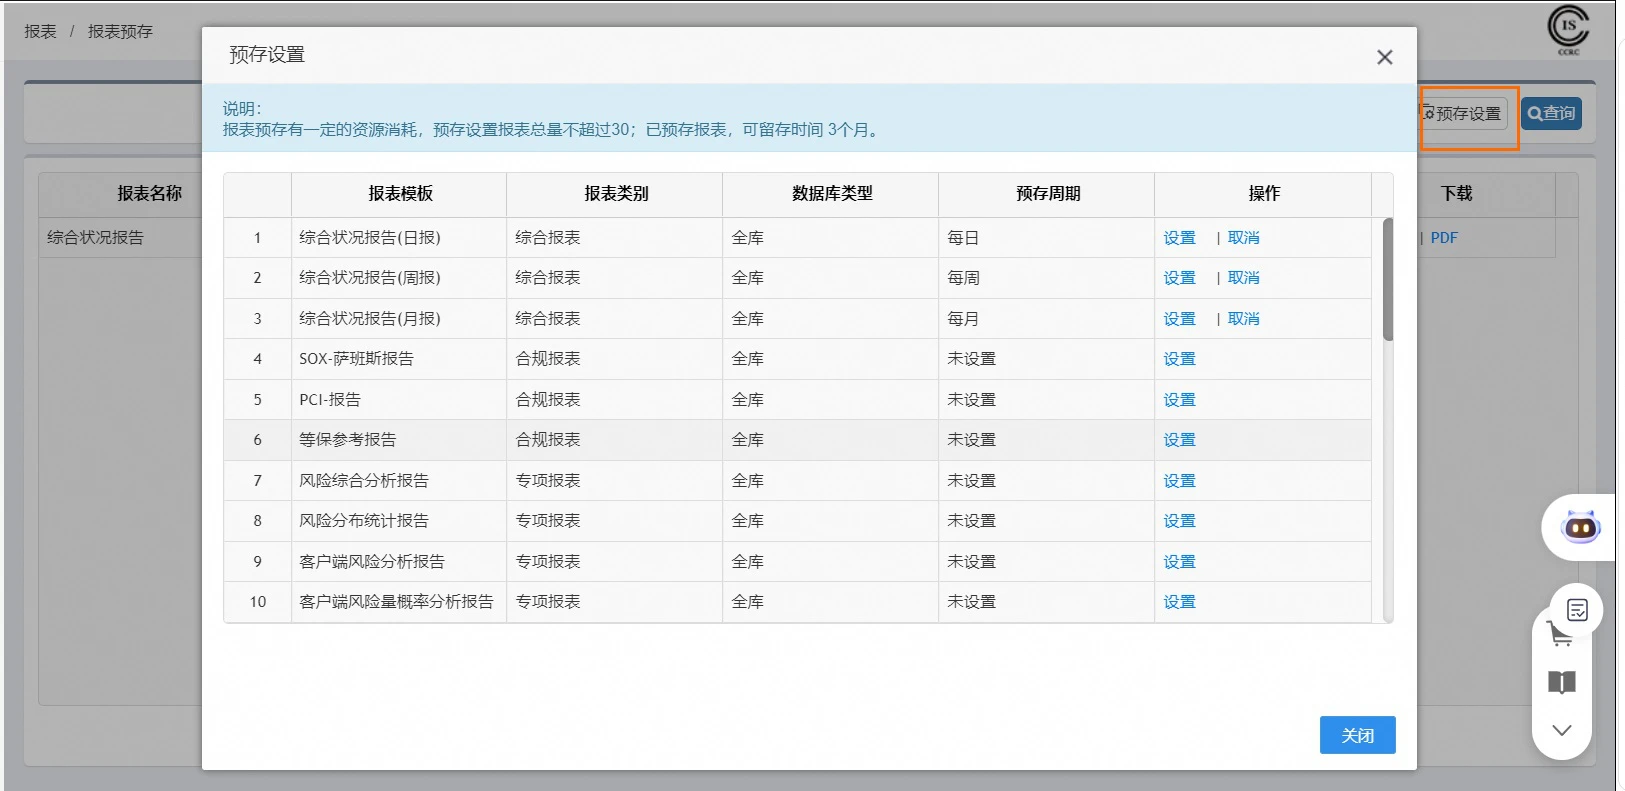 报表 / 报表预存
IS
CCRC
预存设置
说明：
报表预存有一定的资源消耗，预存设置报表总量不超过30；已预存报表，可留存时间 3个月。
预存设置 查询
报表名称 下载
综合状况报告 | PDF
报表模板 报表类别 数据库类型 预存周期 操作
1 综合状况报告(日报) 综合报表 全库 每日 设置 | 取消
2 综合状况报告(周报) 综合报表 全库 每周 设置 | 取消
3 综合状况报告(月报) 综合报表 全库 每月 设置 | 取消
4 SOX-萨班斯报告 合规报表 全库 未设置 设置
5 PCI-报告 合规报表 全库 未设置 设置
6 等保参考报告 合规报表 全库 未设置 设置
7 风险综合分析报告 专项报表 全库 未设置 设置
8 风险分布统计报告 专项报表 全库 未设置 设置
9 客户端风险分析报告 专项报表 全库 未设置 设置
10 客户端风险量概率分析报告 专项报表 全库 未设置 设置
关闭